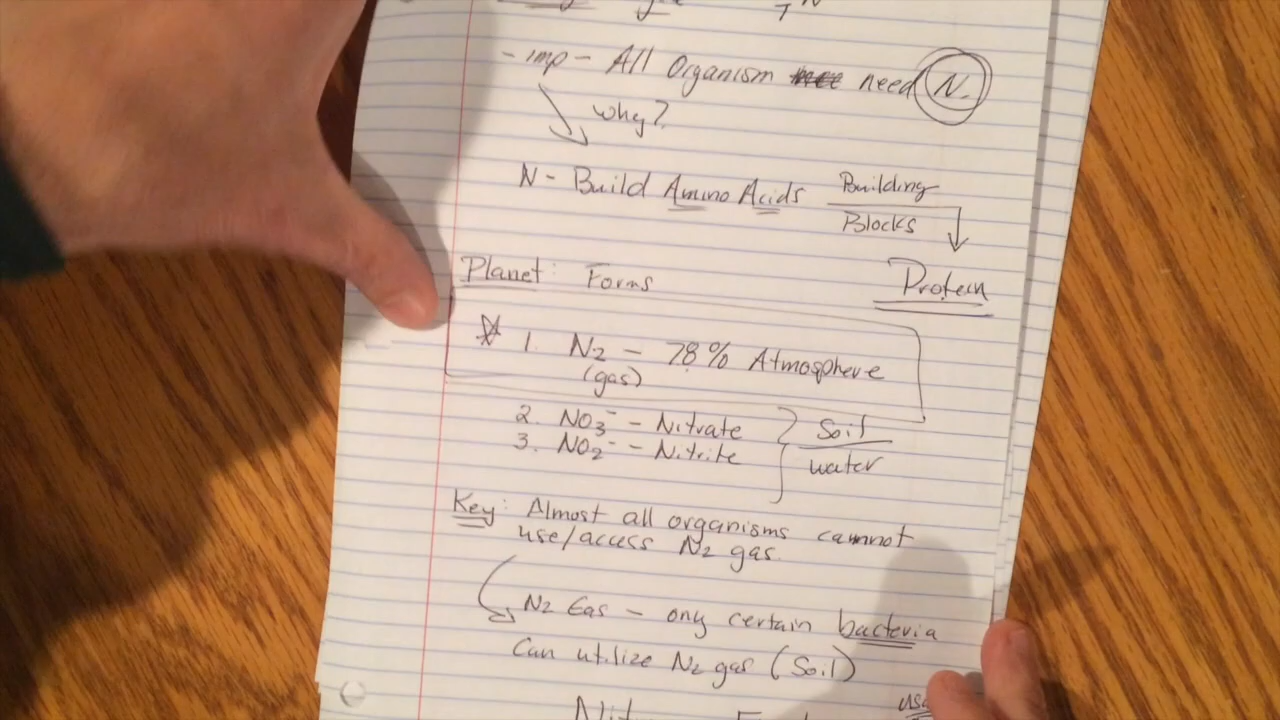 - imp - All Organism need N.
why?
N - Build Amino Acids Building
Blocks
Protein
Planet: Forms
1. N2 - 78% Atmosphere
(gas)
2. NO3- - Nitrate
3. NO2- - Nitrite
Soil
water
Key: Almost all organisms cannot
use/access N2 gas.
N2 Gas - ony certain bacteria
Can utilize N2 gas (Soil)